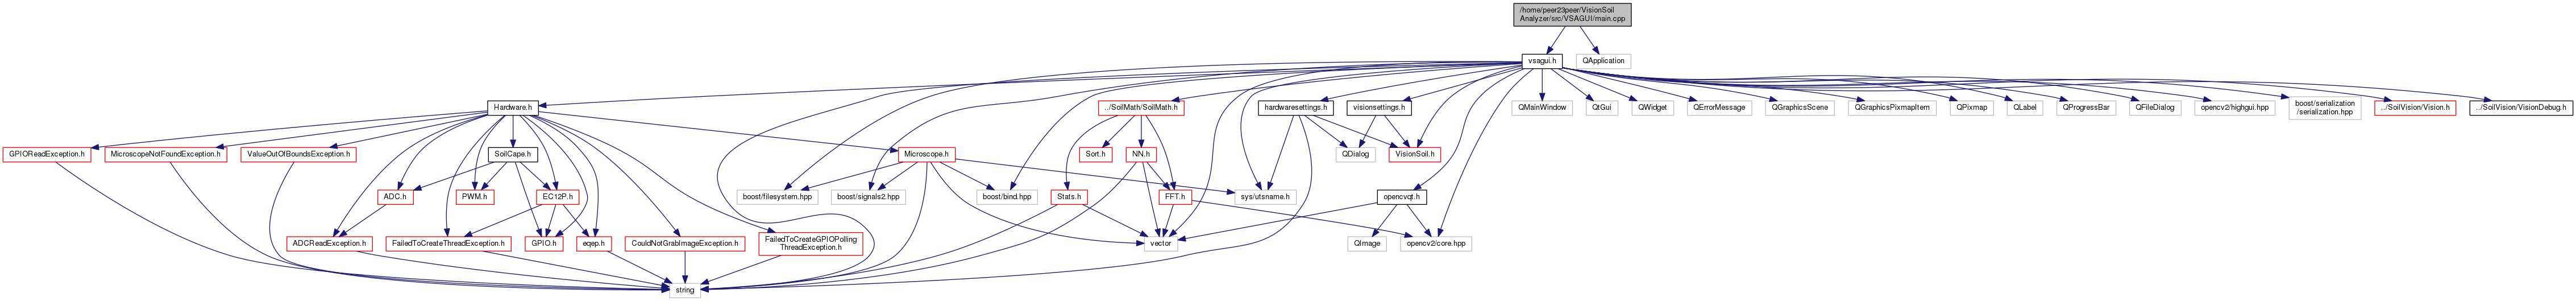 /home/peer23peer/VisionSoil
Analyzer/src/VSAGUI/main.cpp
vsagui.h
QApplication
Hardware.h
../SoilMath/SoilMath.h
hardwaresettings.h
visionsettings.h
QMainWindow
QtGui
QWidget
QErrorMessage
QGraphicsScene
QGraphicsPixmapItem
QPixmap
QLabel
QProgressBar
QFileDialog
opencv2/highgui.hpp
boost/serialization
/serialization.hpp
../SoilVision/Vision.h
../SoilVision/VisionDebug.h
GPIOReadException.h
MicroscopeNotFoundException.h
ValueOutOfBoundsException.h
SoilCape.h
Microscope.h
Sort.h
NN.h
QDialog
VisionSoil.h
ADC.h
PWM.h
EC12P.h
boost/filesystem.hpp
boost/signals2.hpp
boost/bind.hpp
Stats.h
FFT.h
sys/utsname.h
opencvqt.h
ADCReadException.h
FailedToCreateThreadException.h
GPIO.h
eqep.h
CouldNotGrabImageException.h
FailedToCreateGPIOPolling
ThreadException.h
vector
QImage
opencv2/core.hpp
string